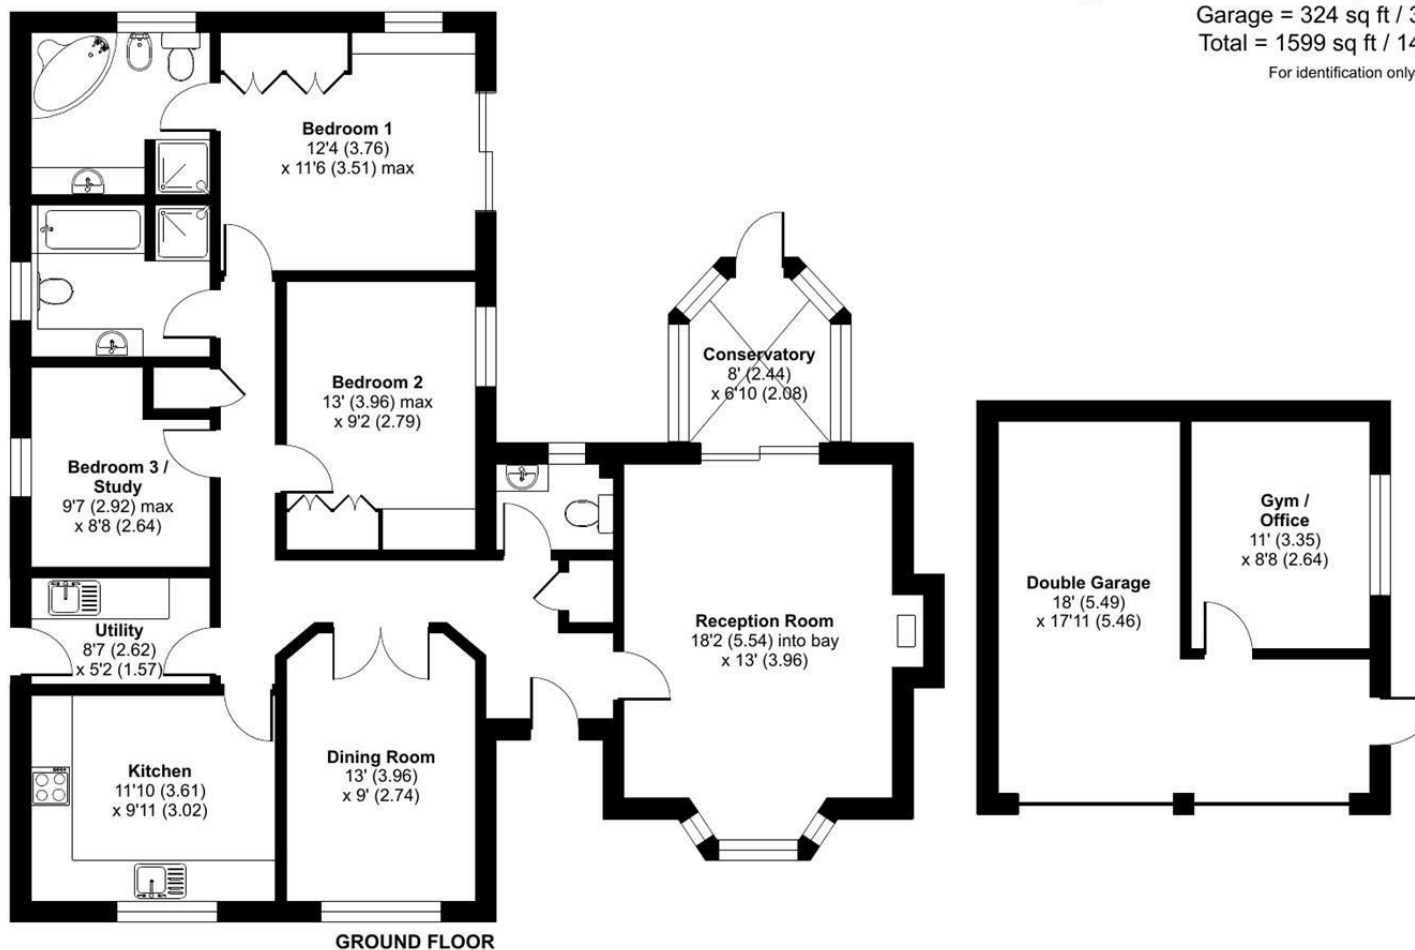 Garage = 324 sq ft / 3
Total = 1599 sq ft / 14
For identification only
Bedroom 1
12'4 (3.76)
x 11'6 (3.51) max
Conservatory
8' (2.44)
x 6'10 (2.08)
Bedroom 2
13' (3.96) max
x 9'2 (2.79)
Bedroom 3 /
Study
9'7 (2.92) max
x 8'8 (2.64)
Gym /
Office
11' (3.35)
x 8'8 (2.64)
Double Garage
18' (5.49)
x 17'11 (5.46)
Utility
8'7 (2.62)
x 5'2 (1.57)
Reception Room
18'2 (5.54) into bay
x 13' (3.96)
Kitchen
11'10 (3.61)
x 9'11 (3.02)
Dining Room
13' (3.96)
x 9' (2.74)
GROUND FLOOR